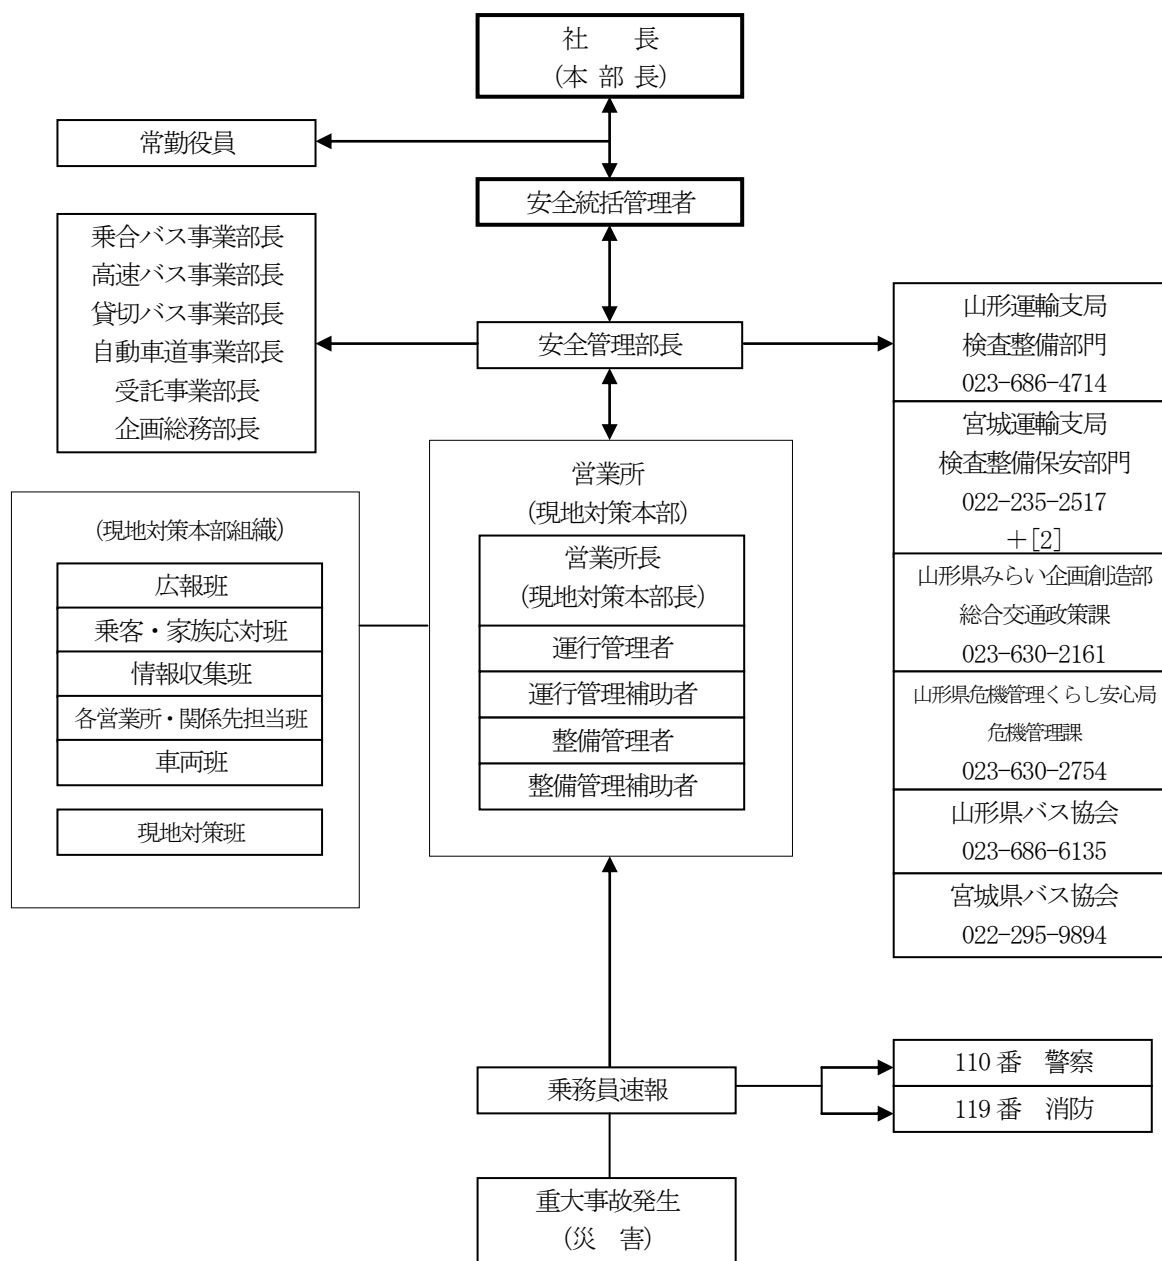 社　長
(本 部 長)
常勤役員
安全統括管理者
乗合バス事業部長
高速バス事業部長
貸切バス事業部長
自動車道事業部長
受託事業部長
企画総務部長
安全管理部長
山形運輸支局
検査整備部門
023-686-4714
宮城運輸支局
検査整備保安部門
022-235-2517
＋[2]
山形県みらい企画創造部
総合交通政策課
023-630-2161
山形県危機管理くらし安心局
危機管理課
023-630-2754
山形県バス協会
023-686-6135
宮城県バス協会
022-295-9894
営業所
(現地対策本部)
営業所長
(現地対策本部長)
運行管理者
運行管理補助者
整備管理者
整備管理補助者
(現地対策本部組織)
広報班
乗客・家族応対班
情報収集班
各営業所・関係先担当班
車両班
現地対策班
乗務員速報
110 番　警察
119 番　消防
重大事故発生
(災　害)